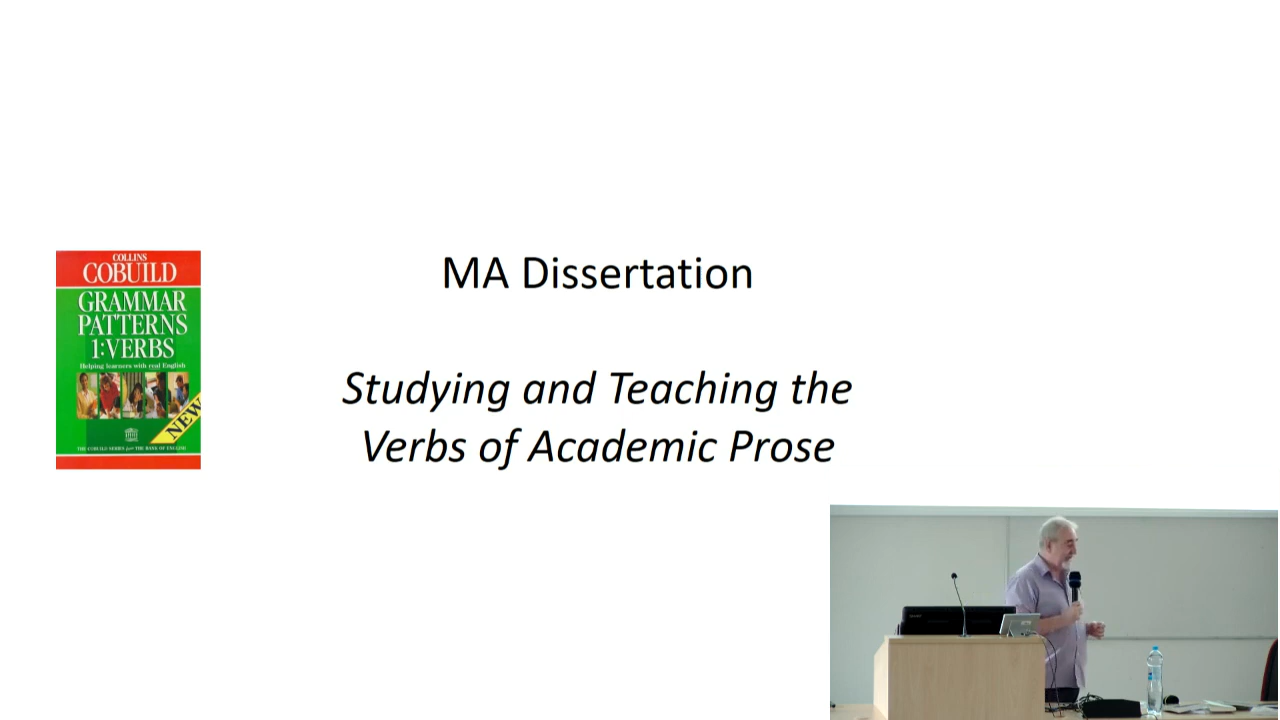 COLLINS
COBUILD
GRAMMAR
PATTERNS
1:VERBS
Helping learners with real English
NEW
THE COBUILD SERIES from THE BANK OF ENGLISH
MA Dissertation
Studying and Teaching the
Verbs of Academic Prose